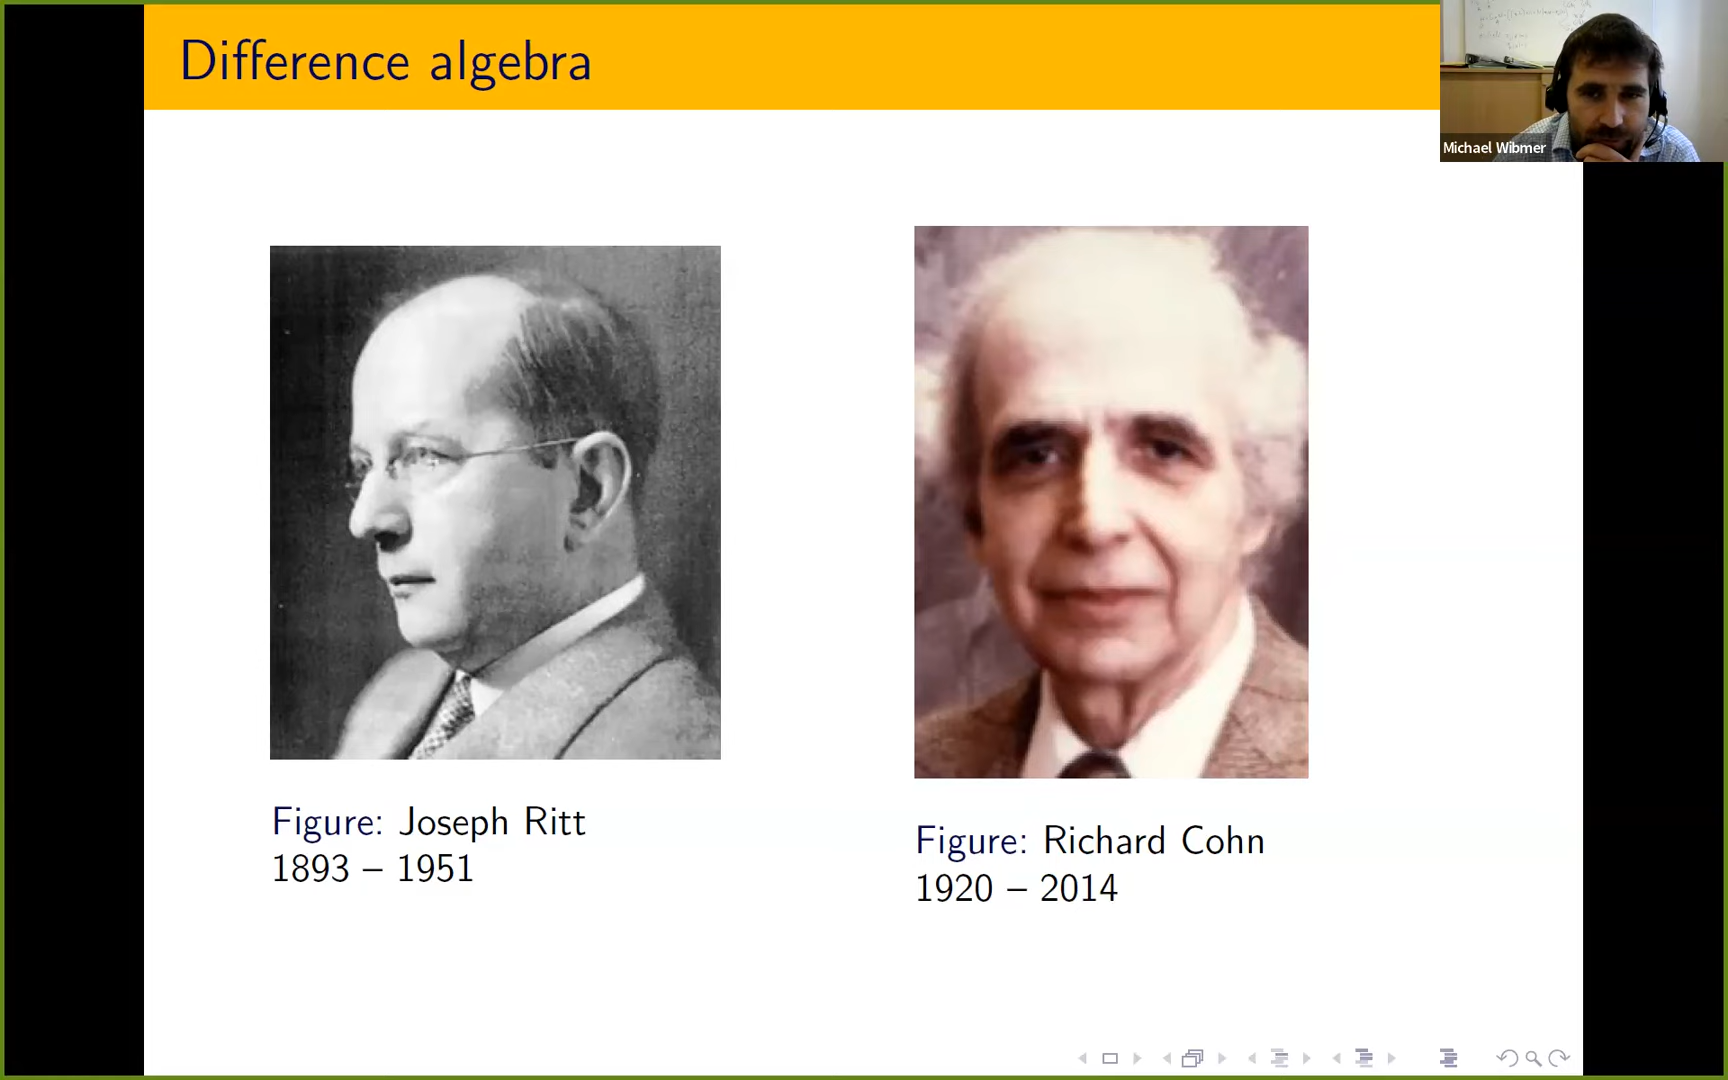 Difference algebra
Michael Wibmer
Figure: Joseph Ritt
1893 – 1951
Figure: Richard Cohn
1920 – 2014